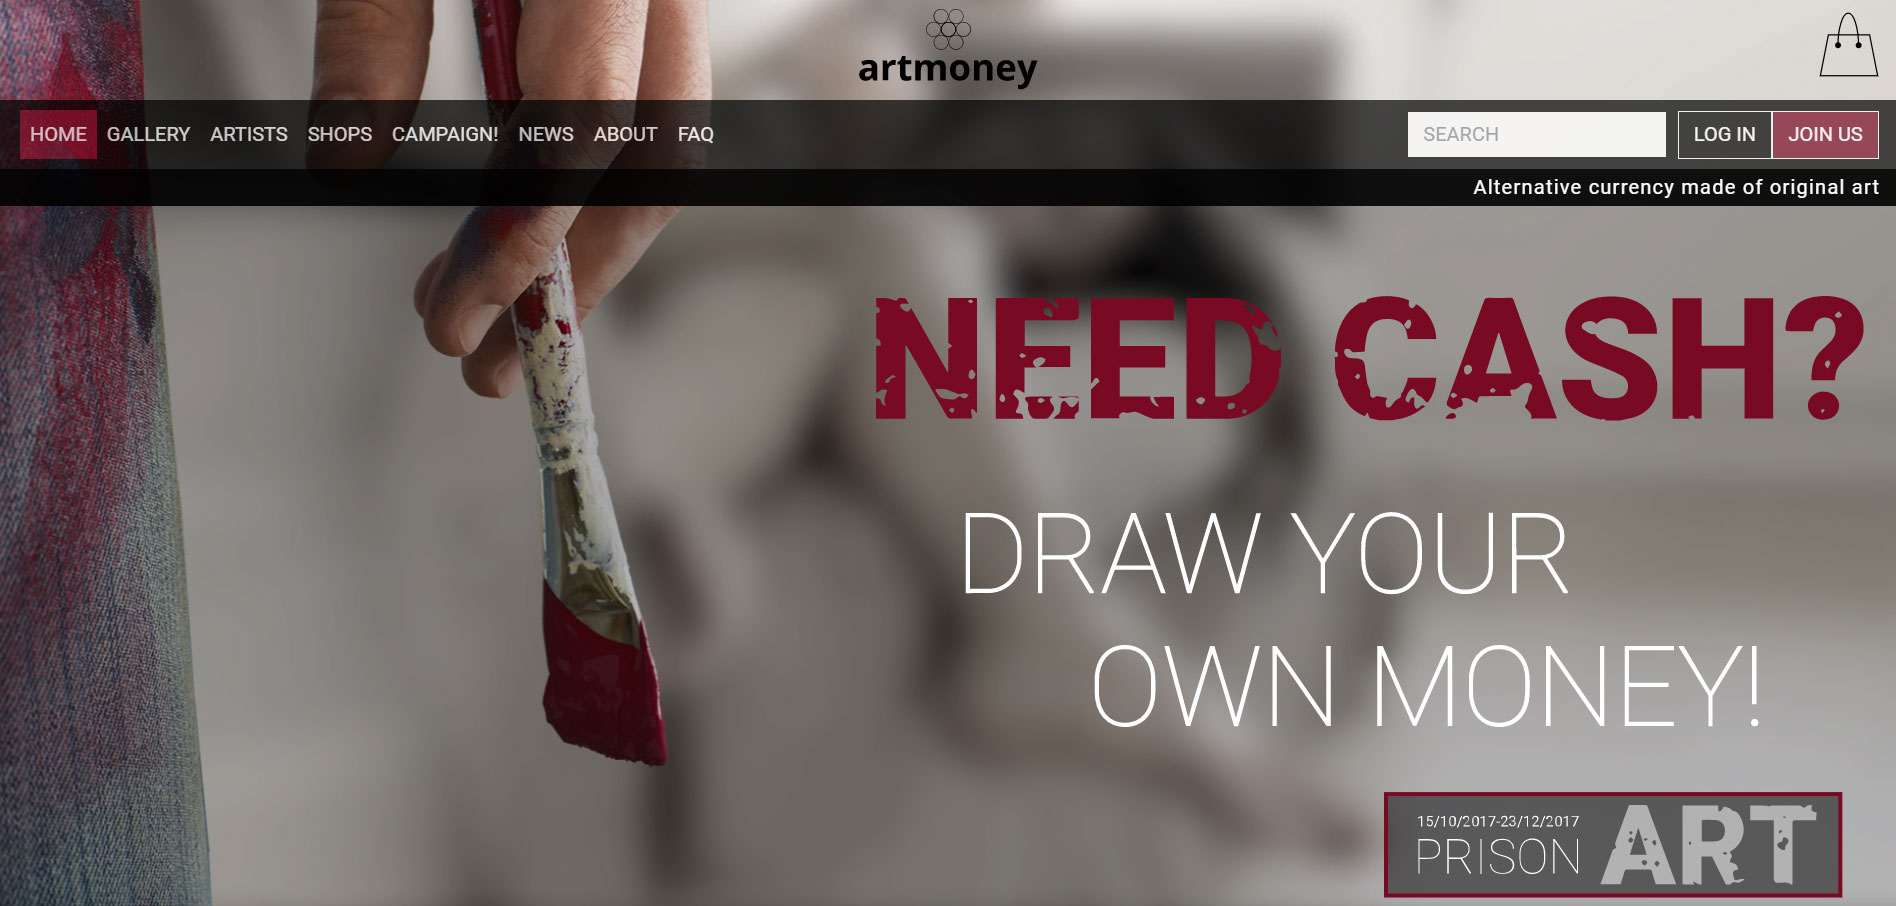 artmoney
HOME GALLERY ARTISTS SHOPS CAMPAIGN! NEWS ABOUT FAQ SEARCH LOG IN JOIN US
Alternative currency made of original art
NEED CASH?
DRAW YOUR
OWN MONEY!
15/10/2017-23/12/2017
PRISON ART